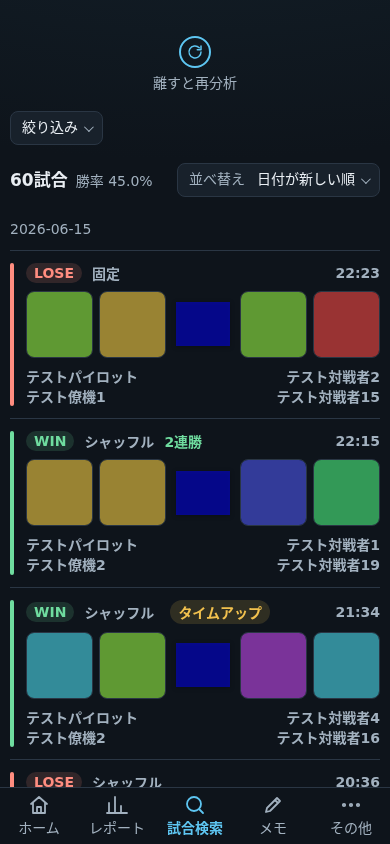 離すと再分析
絞り込み
60試合 勝率 45.0% 並べ替え 日付が新しい順
2026-06-15
LOSE 固定 22:23
テストパイロット テスト対戦者2
テスト僚機1 テスト対戦者15
WIN シャッフル 2連勝 22:15
テストパイロット テスト対戦者1
テスト僚機2 テスト対戦者19
WIN シャッフル タイムアップ 21:34
テストパイロット テスト対戦者4
テスト僚機2 テスト対戦者16
LOSE シャッフル 20:36
ホーム レポート 試合検索 メモ その他